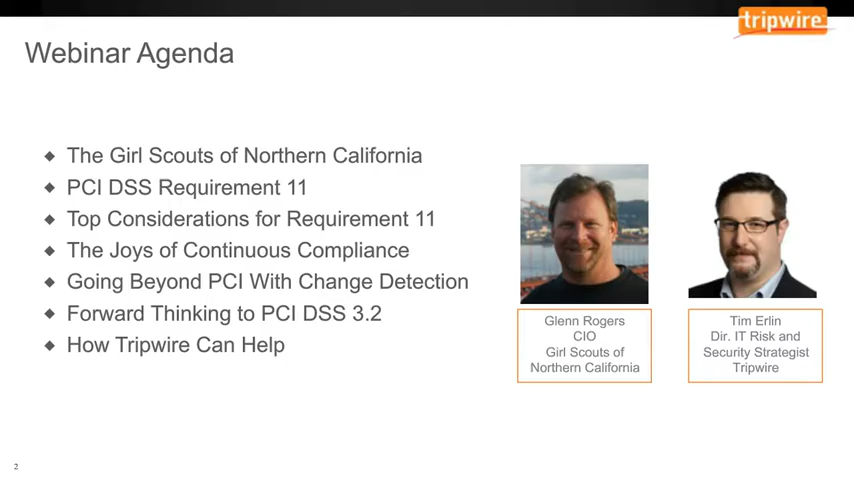 tripwire
Webinar Agenda
The Girl Scouts of Northern California
PCI DSS Requirement 11
Top Considerations for Requirement 11
The Joys of Continuous Compliance
Going Beyond PCI With Change Detection
Forward Thinking to PCI DSS 3.2
How Tripwire Can Help
Glenn Rogers
CIO
Girl Scouts of
Northern California
Tim Erlin
Dir. IT Risk and
Security Strategist
Tripwire
2